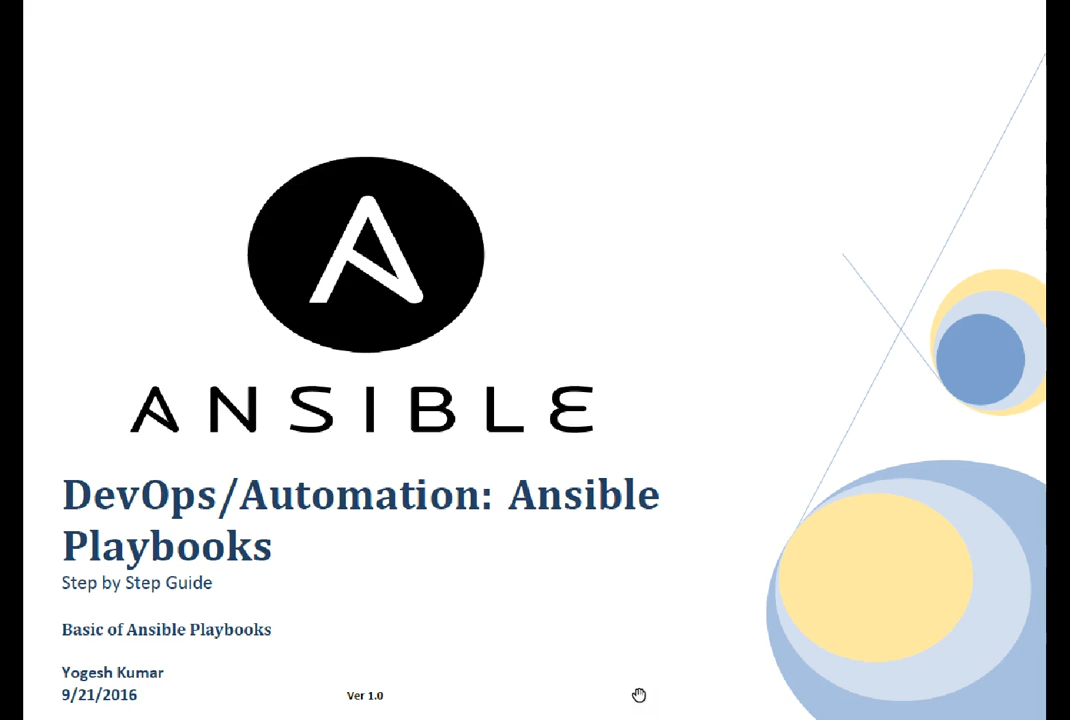 ANSIBLE
DevOps/Automation: Ansible
Playbooks
Step by Step Guide
Basic of Ansible Playbooks
Yogesh Kumar
9/21/2016
Ver 1.0